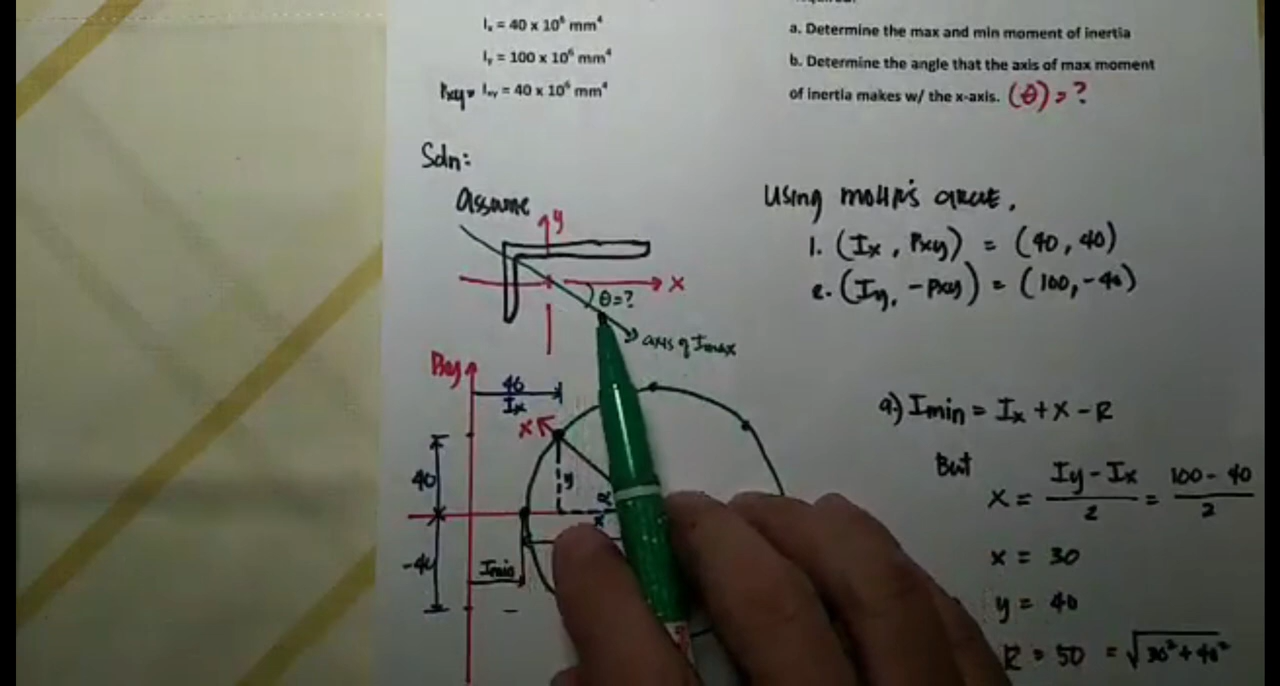 Iₓ = 40 x 10⁶ mm⁴
Iᵧ = 100 x 10⁶ mm⁴
Pxy = Iₓᵧ = 40 x 10⁶ mm⁴
a. Determine the max and min moment of inertia
b. Determine the angle that the axis of max moment
of inertia makes w/ the x-axis. (θ) = ?
Soln:
Assume
y
x
θ=?
axis of Imax
Using mohr's circle,
1. (Ix, Pxy) = (40, 40)
2. (Iy, -Pxy) = (100, -40)
Pxy
40
Ix
x
40
y
α
x
-40
Imin
a) Imin = Ix + x - R
But
x = Iy - Ix / 2 = 100 - 40 / 2
x = 30
y = 40
R = 50 = √30² + 40²